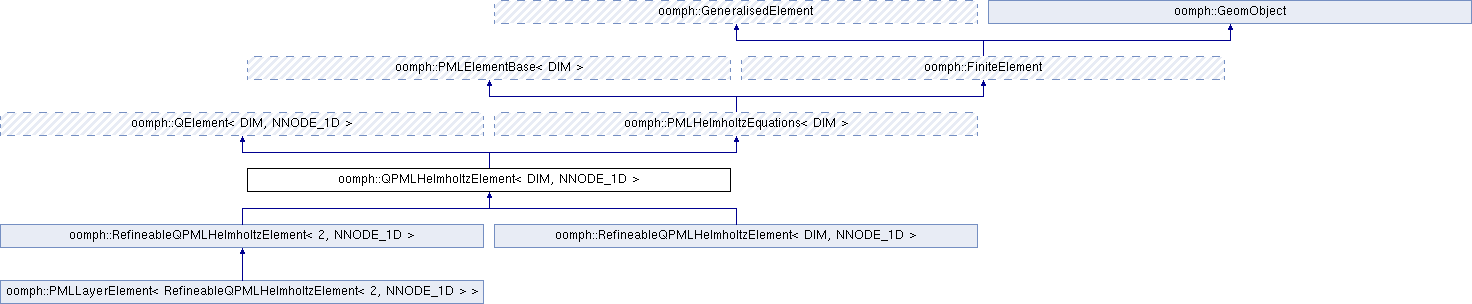 oomph::GeneralisedElement
oomph::GeomObject
oomph::PMLElementBase< DIM >
oomph::FiniteElement
oomph::QElement< DIM, NNODE_1D >
oomph::PMLHelmholtzEquations< DIM >
oomph::QPMLHelmholtzElement< DIM, NNODE_1D >
oomph::RefineableQPMLHelmholtzElement< 2, NNODE_1D >
oomph::RefineableQPMLHelmholtzElement< DIM, NNODE_1D >
oomph::PMLLayerElement< RefineableQPMLHelmholtzElement< 2, NNODE_1D > >